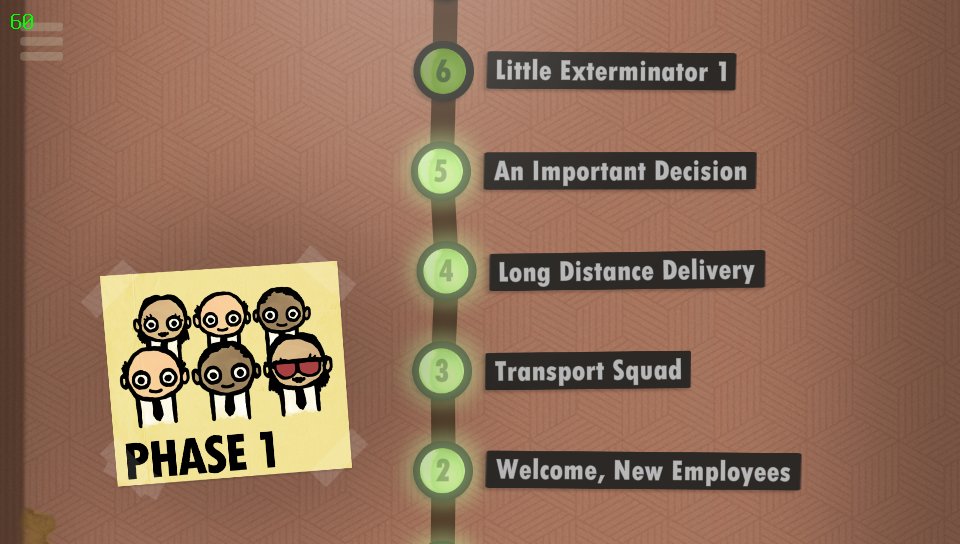 60
6 Little Exterminator 1
5 An Important Decision
4 Long Distance Delivery
3 Transport Squad
2 Welcome, New Employees
PHASE 1